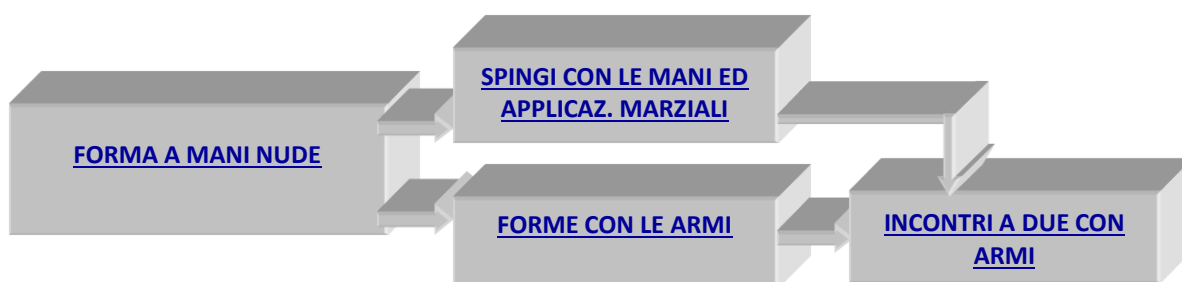 SPINGI CON LE MANI ED
APPLICAZ. MARZIALI
FORMA A MANI NUDE
FORME CON LE ARMI
INCONTRI A DUE CON
ARMI